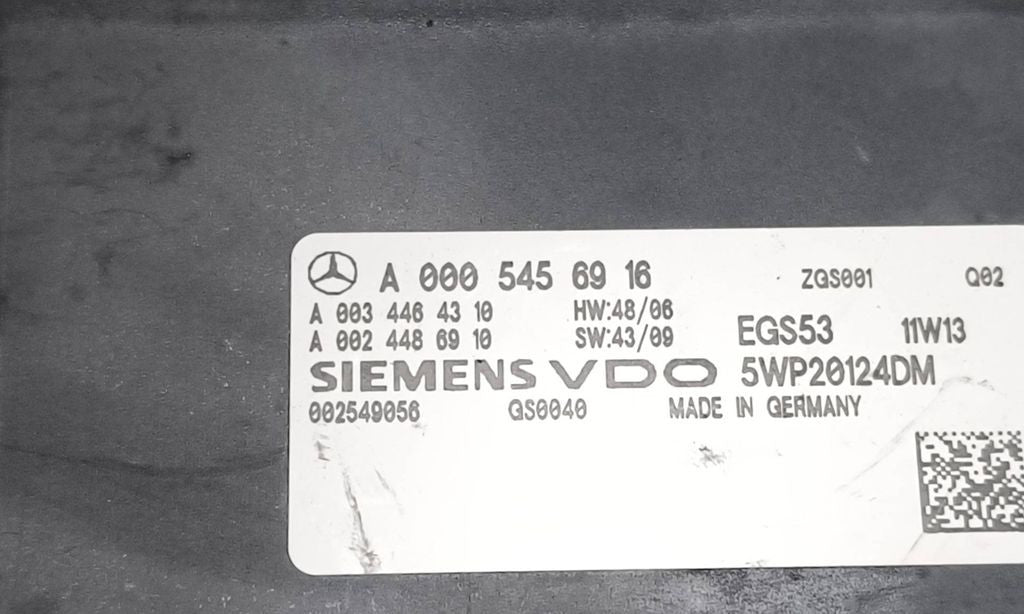 A 000 545 69 16 ZGS001 Q02
A 003 446 43 10 HW:48/06
A 002 448 69 10 SW:43/09 EGS53 11W13
SIEMENS VDO 5WP20124DM
002549056 GS0040 MADE IN GERMANY